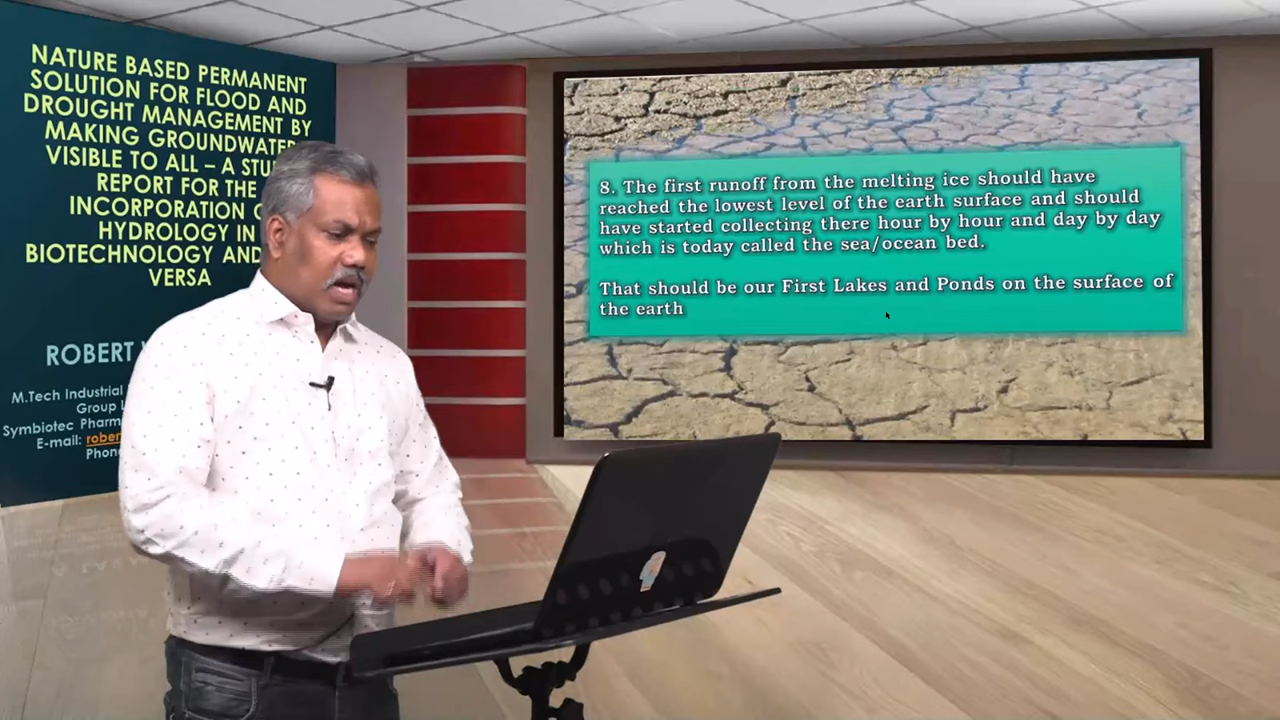 NATURE BASED PERMANENT
SOLUTION FOR FLOOD AND
DROUGHT MANAGEMENT BY
MAKING GROUNDWATER
VISIBLE TO ALL – A
REPORT FOR THE
INCORPORATION
HYDROLOGY IN
BIOTECHNOLOGY AND
VERSA
ROBERT
M.Tech Industrial
Group
Symbiotec
E-mail:
8. The first runoff from the melting ice should have
reached the lowest level of the earth surface and should
have started collecting there hour by hour and day by day
which is today called the sea/ocean bed.
That should be our First Lakes and Ponds on the surface of
the earth